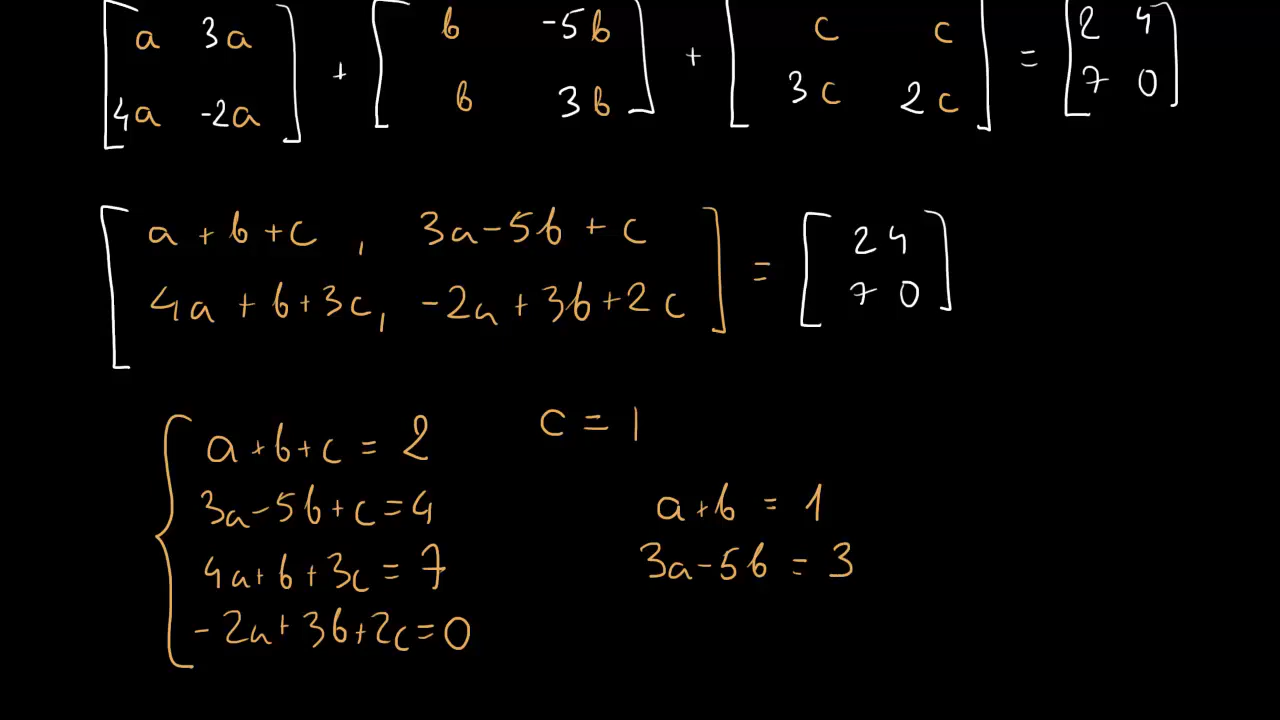 [a 3a] + [b -5b] + [c c] = [2 4]
[4a -2a] [b 3b] [3c 2c] [7 0]
[a + b + c , 3a - 5b + c] = [2 4]
[4a + b + 3c, -2a + 3b + 2c] [7 0]
a + b + c = 2
c = 1
3a - 5b + c = 4
a + b = 1
4a + b + 3c = 7
3a - 5b = 3
-2a + 3b + 2c = 0